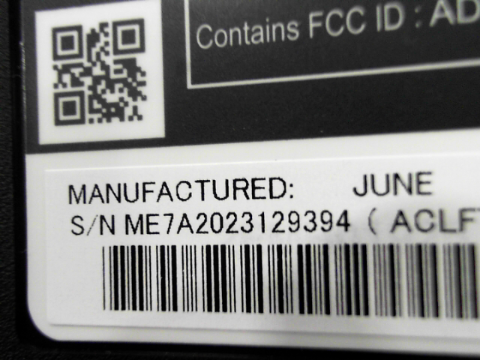 Contains FCC ID : AD
MANUFACTURED: JUNE
S/N ME7A2023129394 ( ACLF